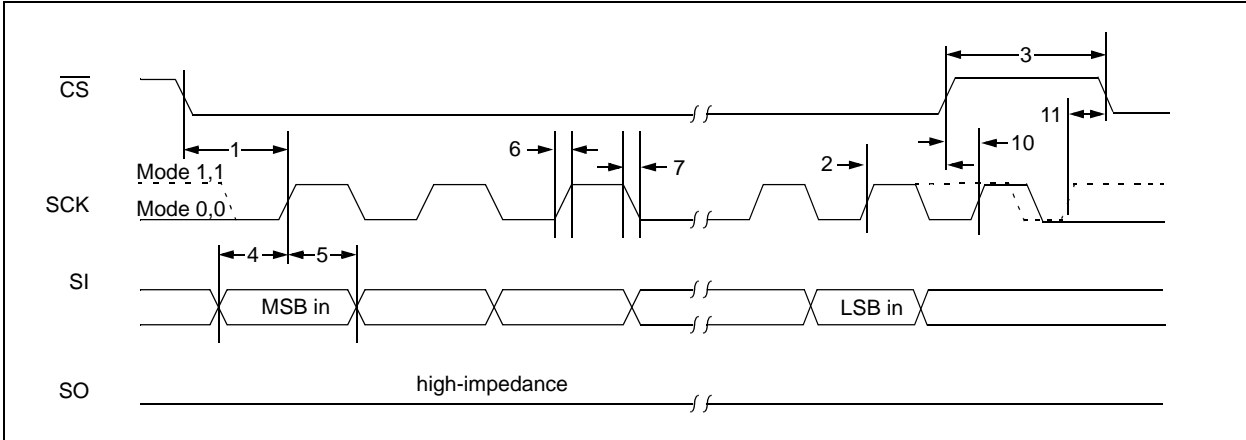 3
CS
11
1
6
2
10
7
Mode 1,1
SCK
Mode 0,0
4
5
SI
MSB in
LSB in
SO
high-impedance